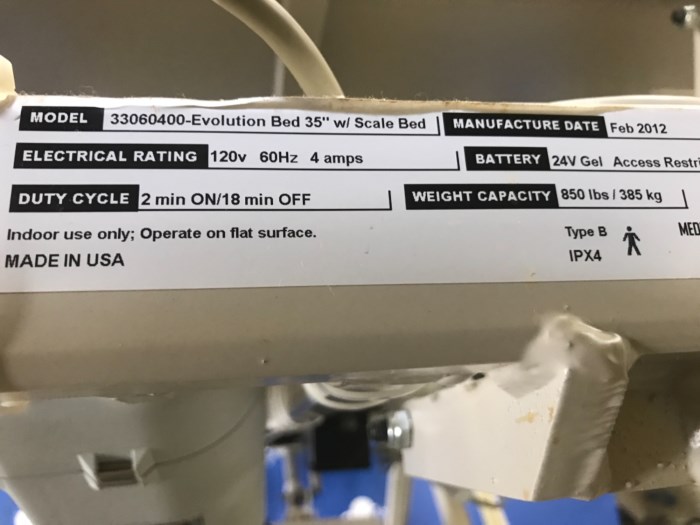 MODEL 33060400-Evolution Bed 35" w/ Scale Bed MANUFACTURE DATE Feb 2012
ELECTRICAL RATING 120v 60Hz 4 amps BATTERY 24V Gel Access Restri
DUTY CYCLE 2 min ON/18 min OFF WEIGHT CAPACITY 850 lbs / 385 kg
Indoor use only; Operate on flat surface. Type B MED
MADE IN USA IPX4